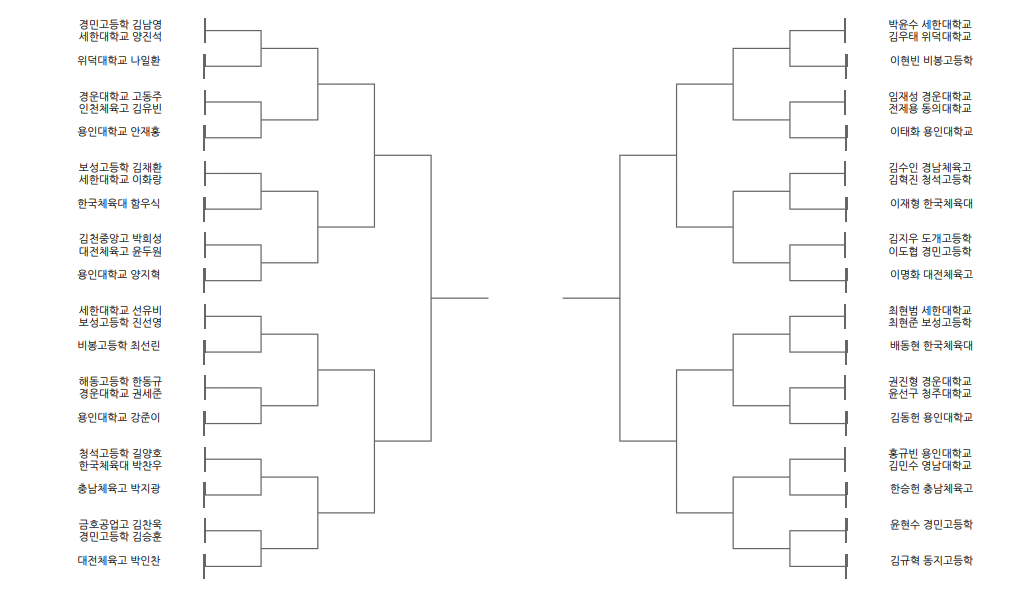 경민고등학 김남영
세한대학교 양진석
위덕대학교 나일환
경운대학교 고동주
인천체육고 김유빈
용인대학교 안재홍
보성고등학 김채환
세한대학교 이화랑
한국체육대 함우식
김천중앙고 박희성
대전체육고 윤두원
용인대학교 양지혁
세한대학교 선유비
보성고등학 진선영
비봉고등학 최선린
해동고등학 한동규
경운대학교 권세준
용인대학교 강준이
청석고등학 길양호
한국체육대 박찬우
충남체육고 박지광
금호공업고 김찬욱
경민고등학 김승훈
대전체육고 박인찬
박윤수 세한대학교
김우태 위덕대학교
이현빈 비봉고등학
임재성 경운대학교
전제용 동의대학교
이태화 용인대학교
김수인 경남체육고
김혁진 청석고등학
이재형 한국체육대
김지우 도개고등학
이도협 경민고등학
이명화 대전체육고
최현범 세한대학교
최현준 보성고등학
배동현 한국체육대
권진형 경운대학교
윤선구 청주대학교
김동헌 용인대학교
홍규빈 용인대학교
김민수 영남대학교
한승헌 충남체육고
윤현수 경민고등학
김규혁 동지고등학